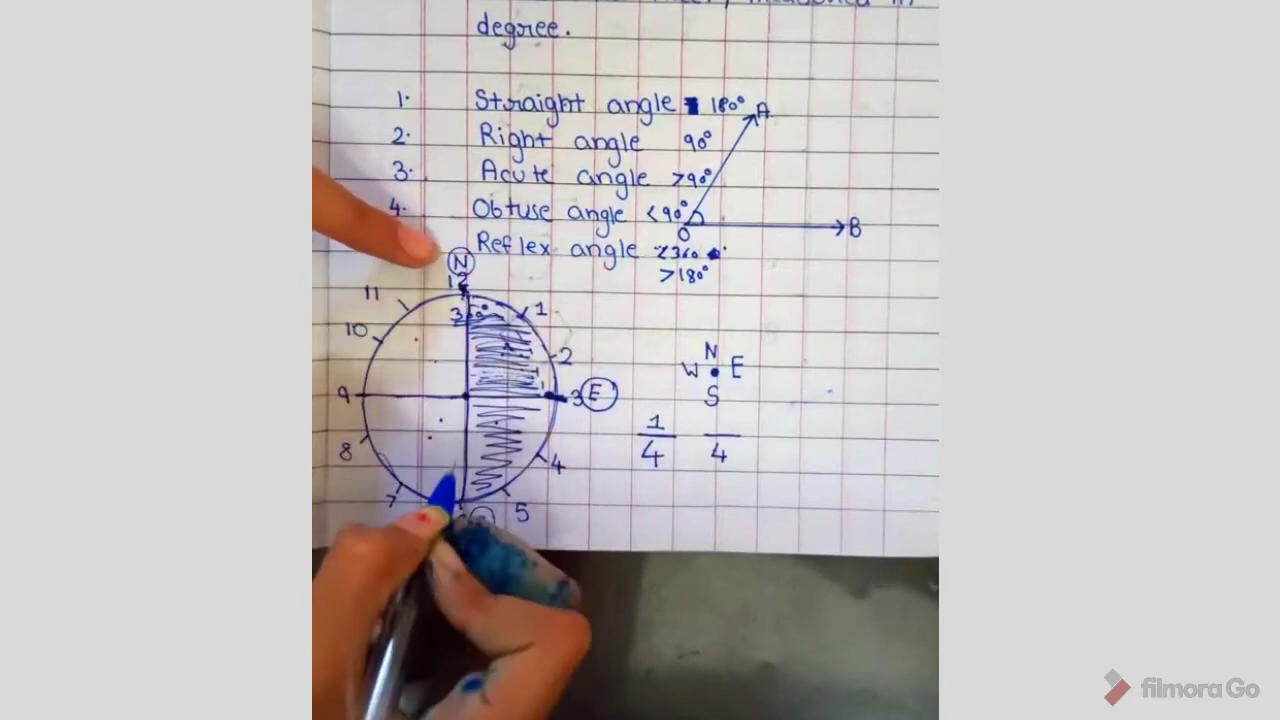 degree.
1. Straight angle 180°
2. Right angle 90°
3. Acute angle >90°
4. Obtuse angle <90°
Reflex angle <360
>180°
A
O
B
N
12
360°
11
1
10
2
9
3 E
8
4
7
5
N
W E
S
1
4
4
filmoraGo